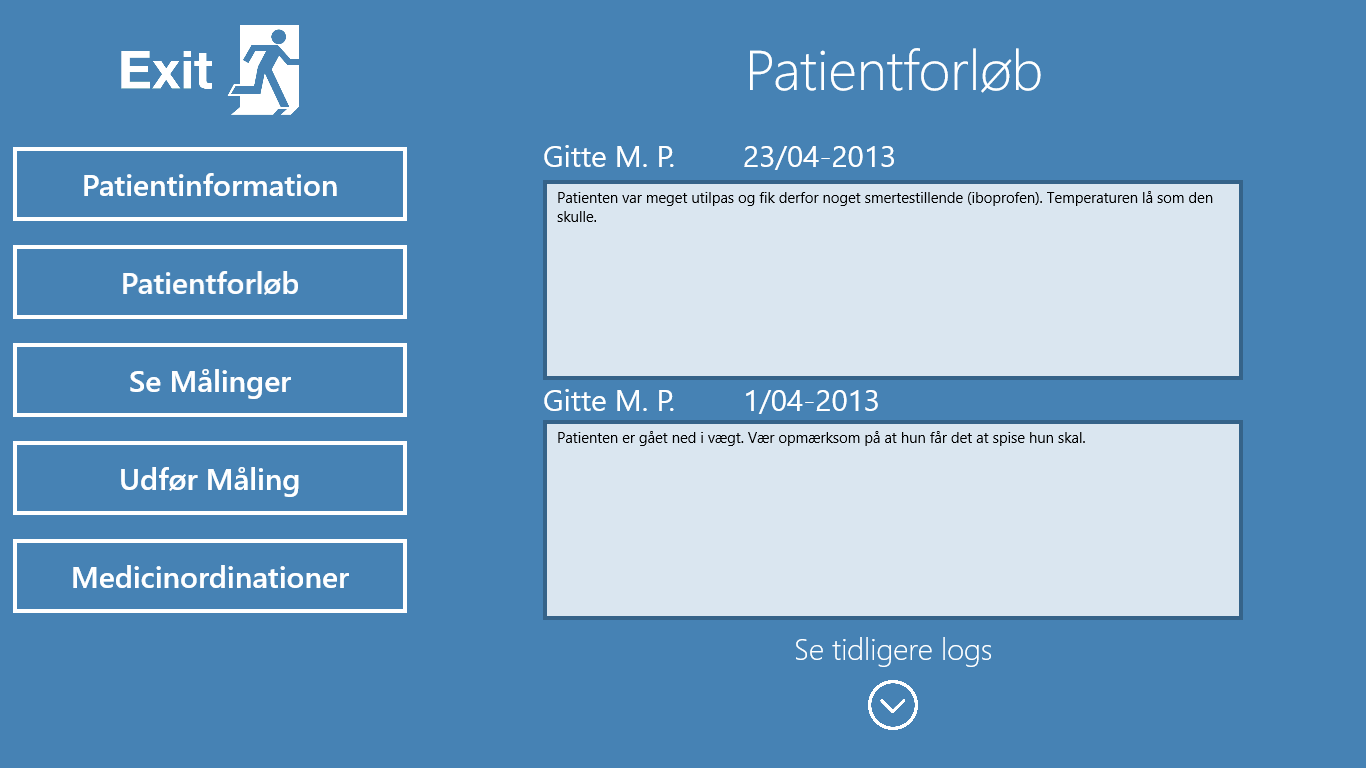 Exit
Patientforløb
Patientinformation
Patientforløb
Se Målinger
Udfør Måling
Medicinordinationer
Gitte M. P. 23/04-2013
Patienten var meget utilpas og fik derfor noget smertestillende (iboprofen). Temperaturen lå som den
skulle.
Gitte M. P. 1/04-2013
Patienten er gået ned i vægt. Vær opmærksom på at hun får det at spise hun skal.
Se tidligere logs